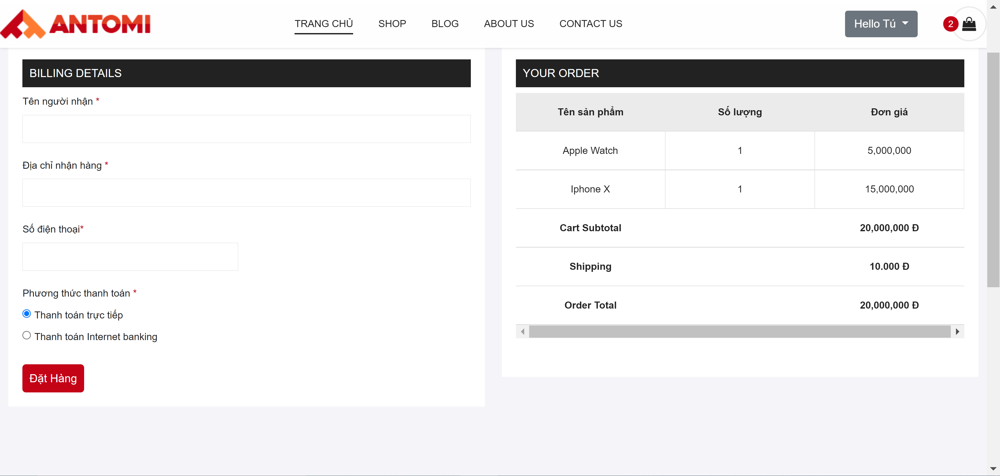 ANTOMI
TRANG CHỦ SHOP BLOG ABOUT US CONTACT US
Hello Tú
2
BILLING DETAILS
Tên người nhận *
Địa chỉ nhận hàng *
Số điện thoại*
Phương thức thanh toán *
Thanh toán trực tiếp
Thanh toán Internet banking
Đặt Hàng
YOUR ORDER
Tên sản phẩm Số lượng Đơn giá
Apple Watch 1 5,000,000
Iphone X 1 15,000,000
Cart Subtotal 20,000,000 Đ
Shipping 10.000 Đ
Order Total 20,000,000 Đ